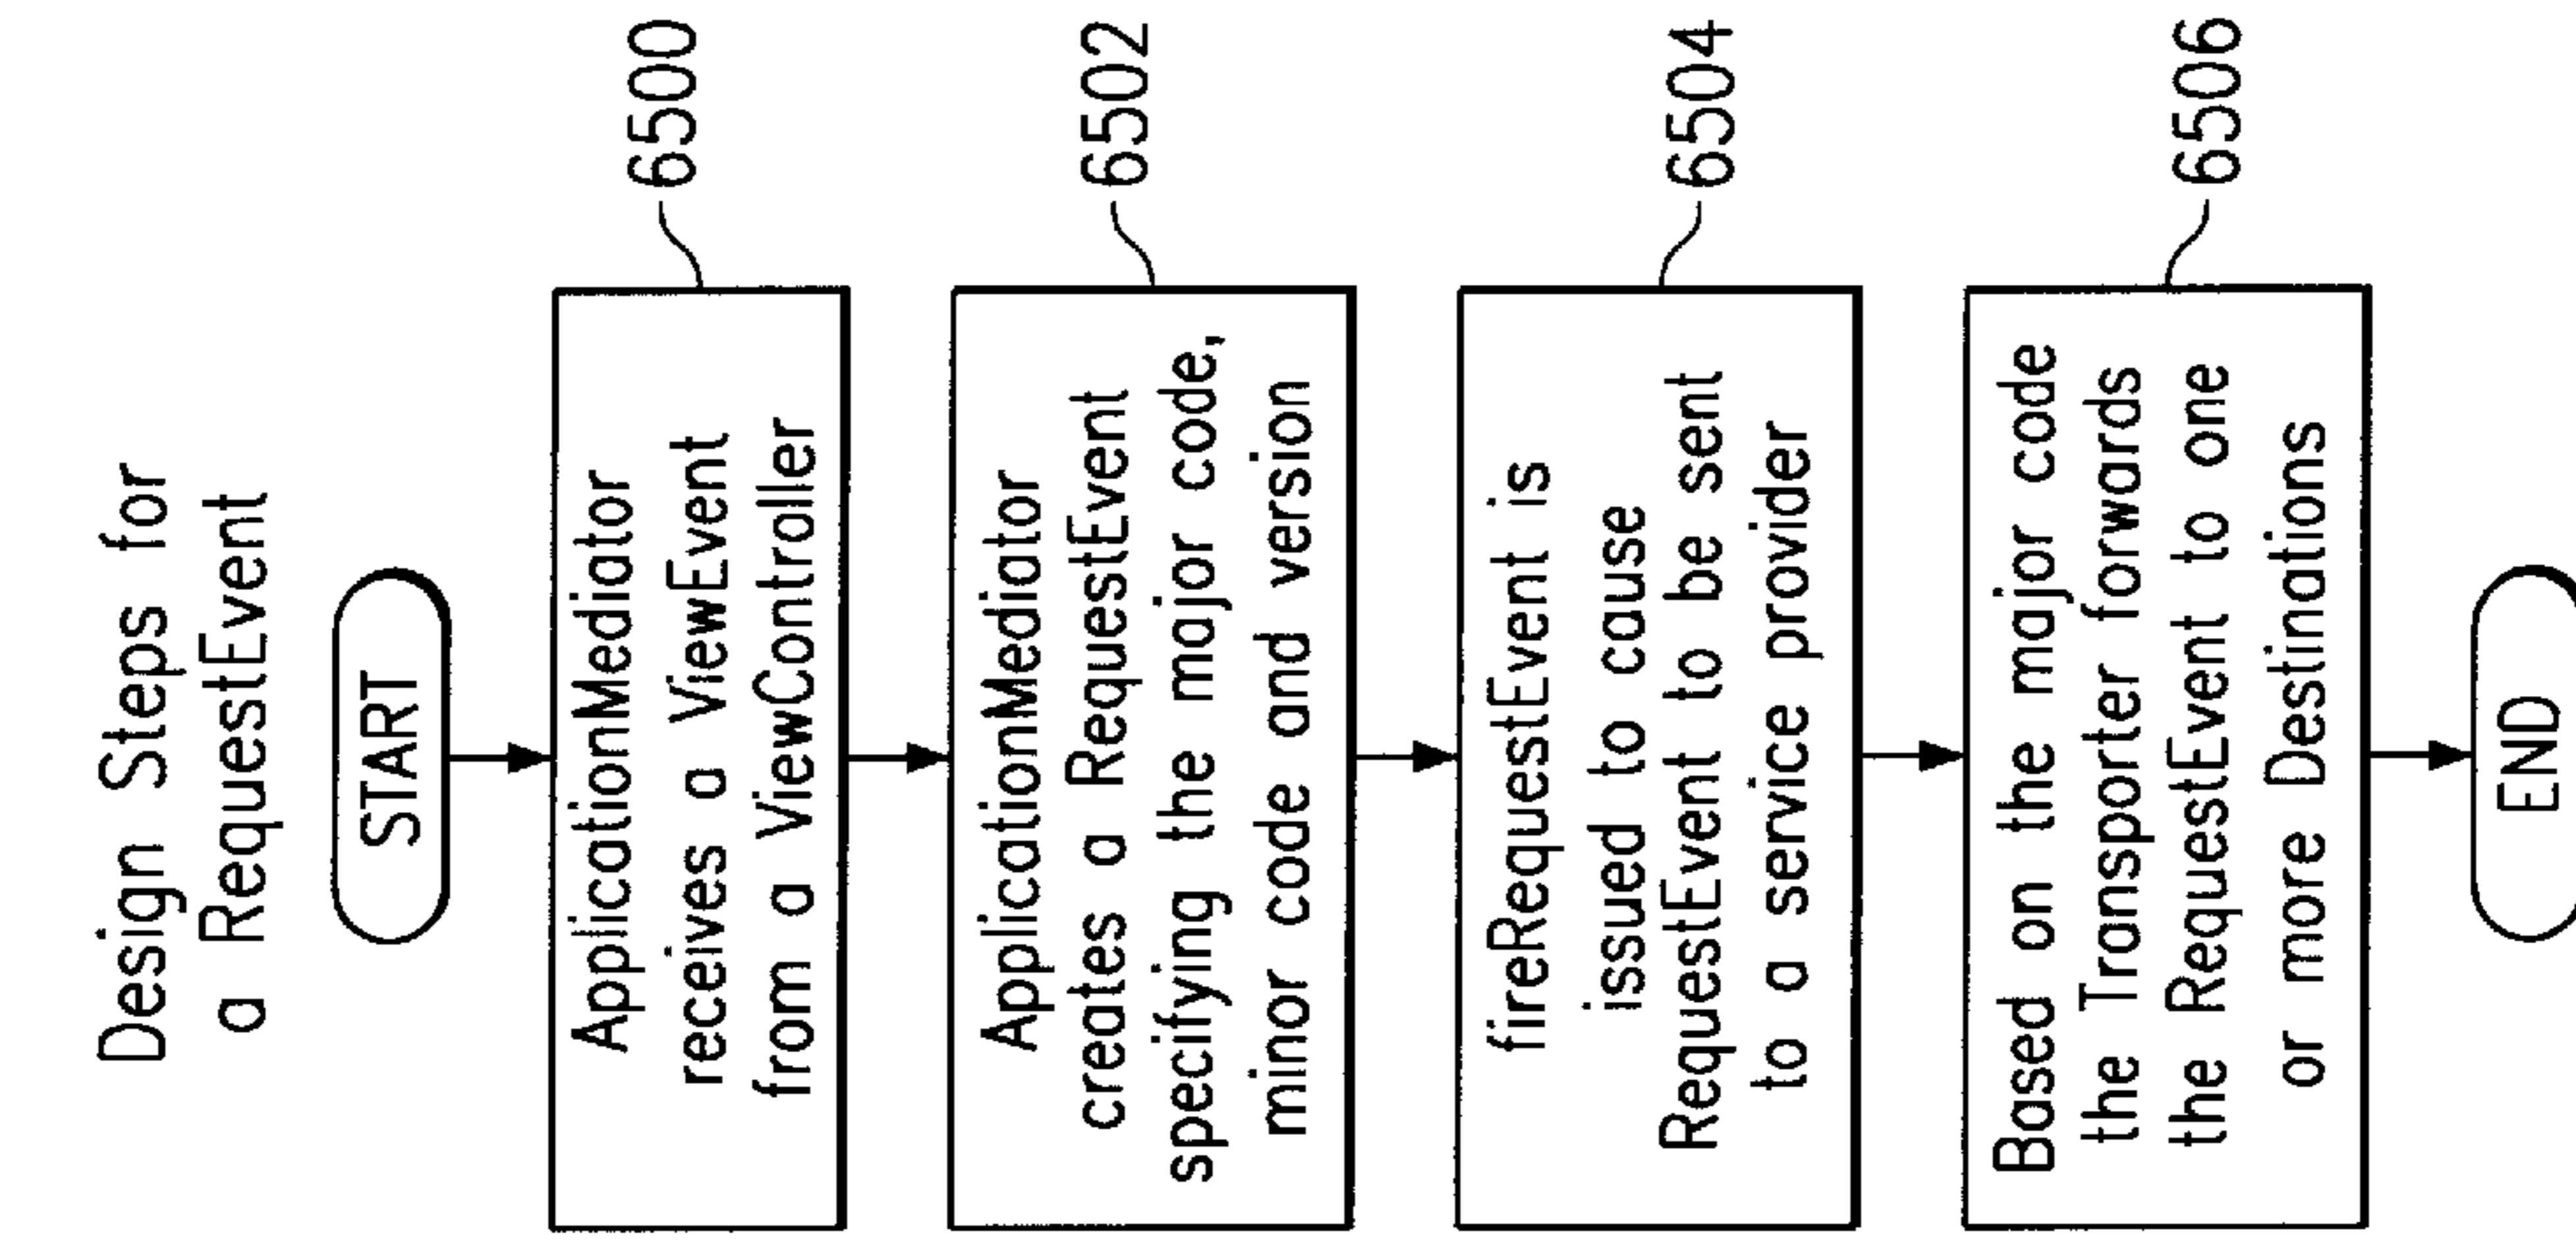 Design Steps for
a RequestEvent
START
ApplicationMediator
receives a ViewEvent
from a ViewController
6500
ApplicationMediator
creates a RequestEvent
specifying the major code,
minor code and version
6502
fireRequestEvent is
issued to cause
RequestEvent to be sent
to a service provider
6504
Based on the major code
the Transporter forwards
the RequestEvent to one
or more Destinations
6506
END